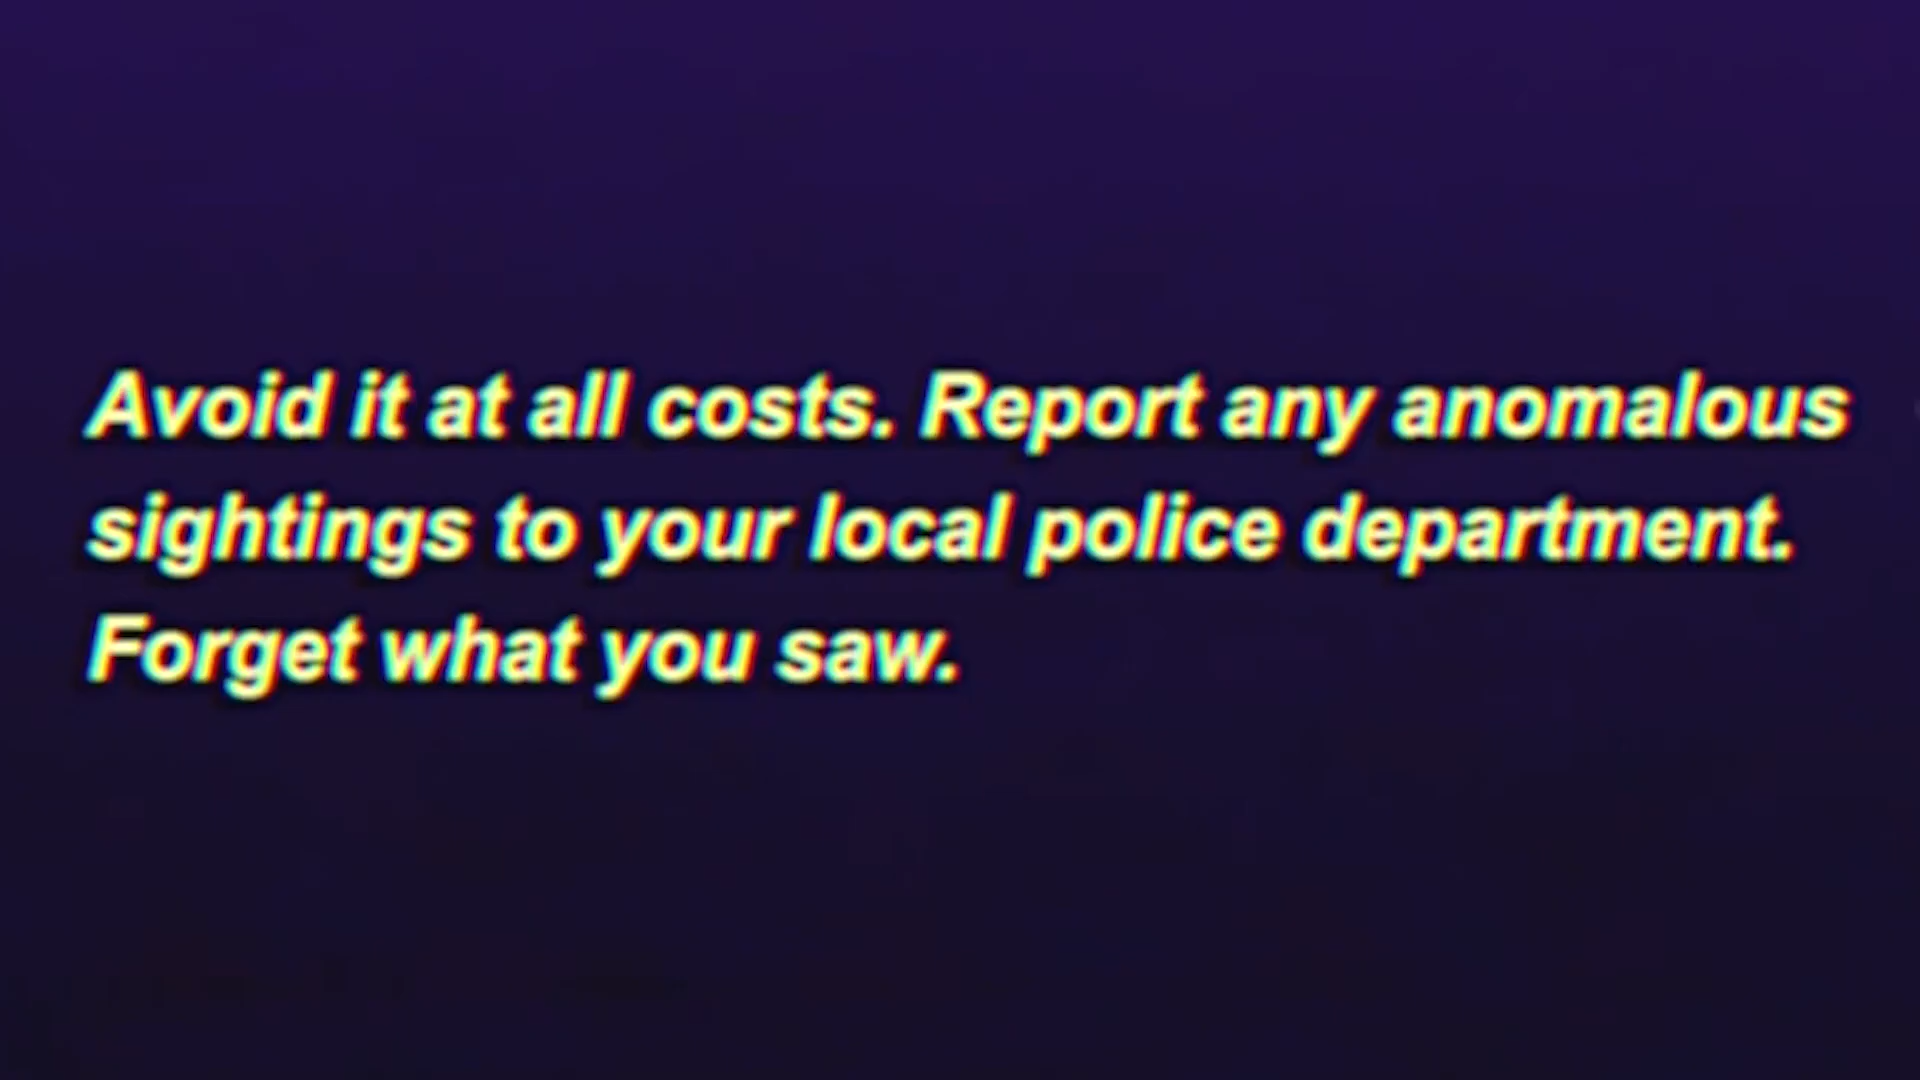 Avoid it at all costs. Report any anomalous
sightings to your local police department.
Forget what you saw.